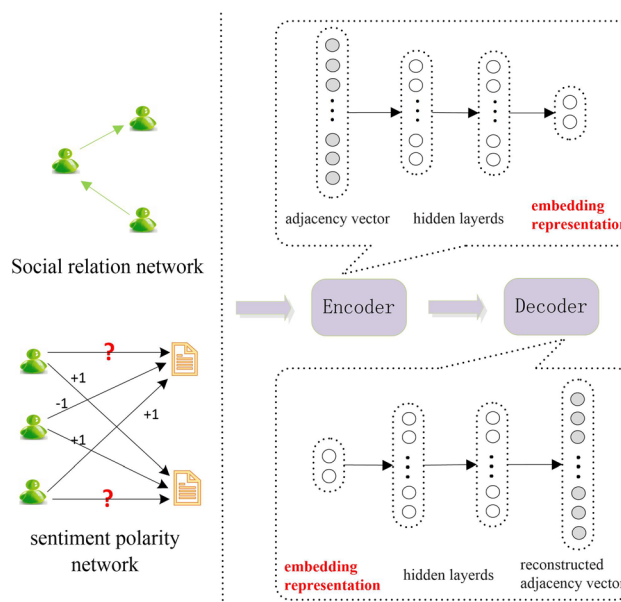 Social relation network
?
+1
-1
+1
+1
?
sentiment polarity
network
adjacency vector
hidden layerds
embedding
representation
Encoder
Decoder
embedding
representation
hidden layerds
reconstructed
adjacency vector